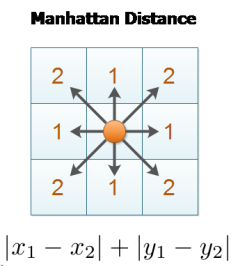 Manhattan Distance
2 1 2
1 1
2 1 2
|x₁ − x₂| + |y₁ − y₂|